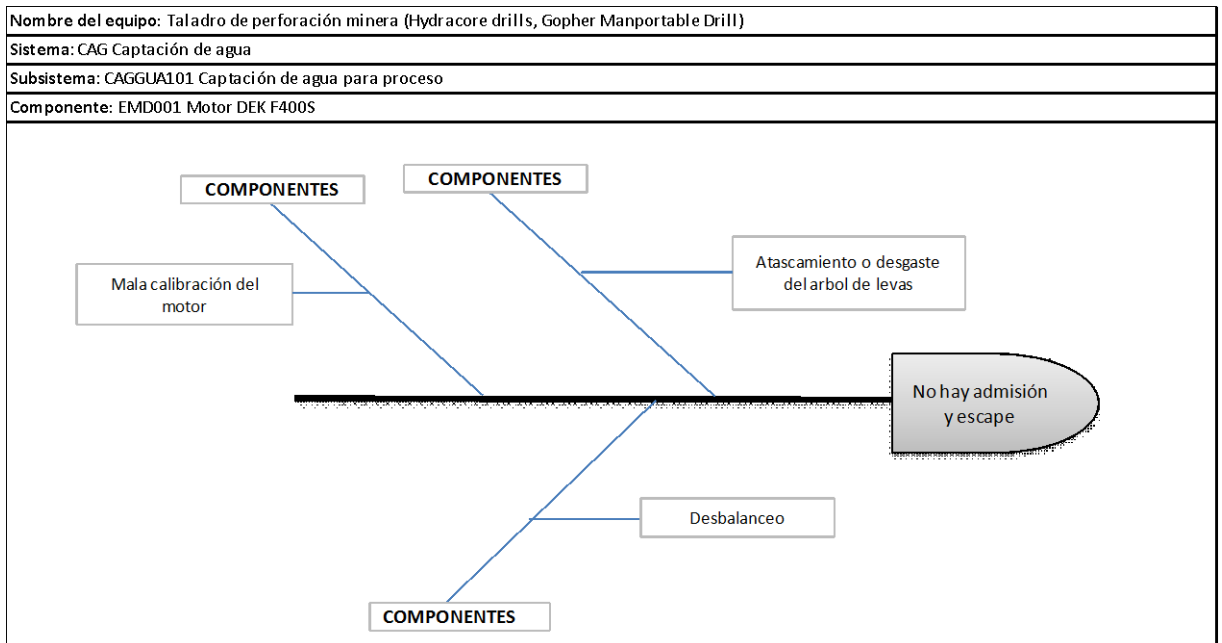 Nombre del equipo: Taladro de perforación minera (Hydracore drills, Gopher Manportable Drill)
Sistema: CAG Captación de agua
Subsistema: CAGGUA101 Captación de agua para proceso
Componente: EMD001 Motor DEK F400S
COMPONENTES
COMPONENTES
Mala calibración del
motor
Atascamiento o desgaste
del arbol de levas
No hay admisión
y escape
Desbalanceo
COMPONENTES